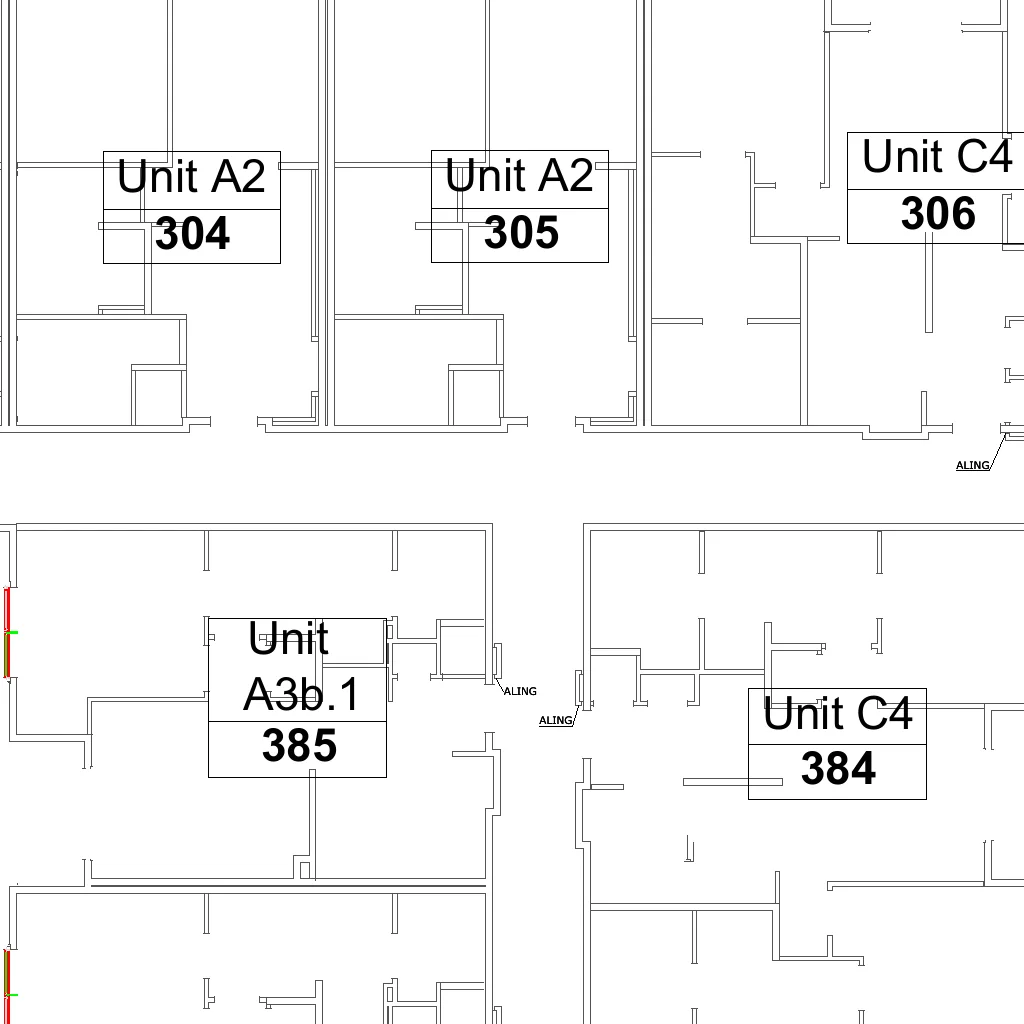 Unit A2
304
Unit A2
305
Unit C4
306
ALING
Unit
A3b.1
385
ALING
ALING
Unit C4
384